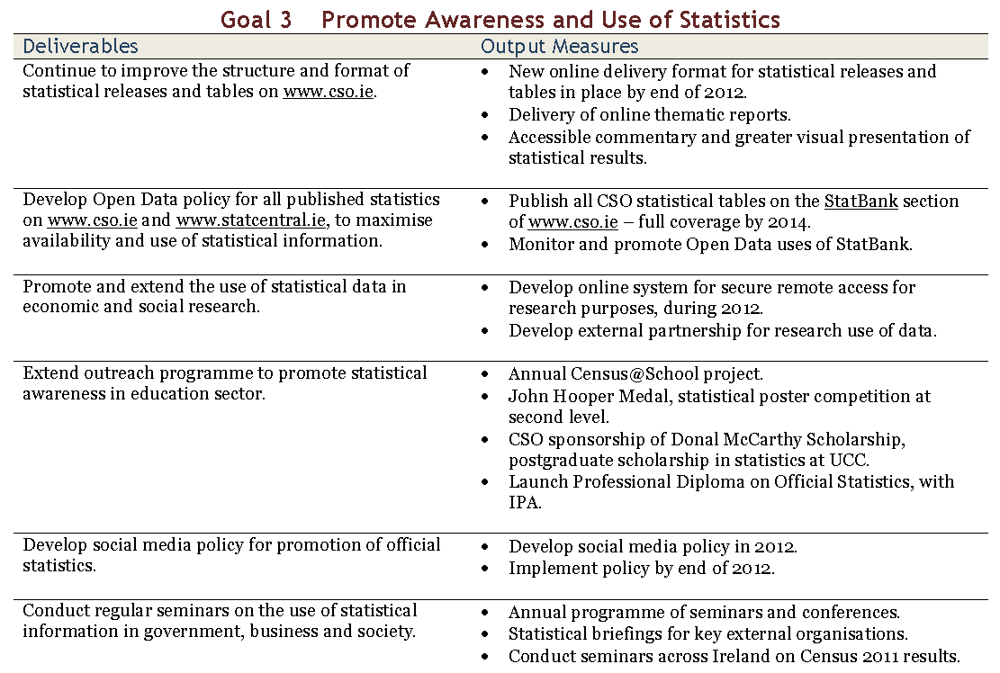 Goal 3 Promote Awareness and Use of Statistics
Deliverables
Output Measures
Continue to improve the structure and format of
statistical releases and tables on www.cso.ie.
• New online delivery format for statistical releases and
tables in place by end of 2012.
• Delivery of online thematic reports.
• Accessible commentary and greater visual presentation of
statistical results.
Develop Open Data policy for all published statistics
on www.cso.ie and www.statcentral.ie, to maximise
availability and use of statistical information.
• Publish all CSO statistical tables on the StatBank section
of www.cso.ie – full coverage by 2014.
• Monitor and promote Open Data uses of StatBank.
Promote and extend the use of statistical data in
economic and social research.
• Develop online system for secure remote access for
research purposes, during 2012.
• Develop external partnership for research use of data.
Extend outreach programme to promote statistical
awareness in education sector.
• Annual Census@School project.
• John Hooper Medal, statistical poster competition at
second level.
• CSO sponsorship of Donal McCarthy Scholarship,
postgraduate scholarship in statistics at UCC.
• Launch Professional Diploma on Official Statistics, with
IPA.
Develop social media policy for promotion of official
statistics.
• Develop social media policy in 2012.
• Implement policy by end of 2012.
Conduct regular seminars on the use of statistical
information in government, business and society.
• Annual programme of seminars and conferences.
• Statistical briefings for key external organisations.
• Conduct seminars across Ireland on Census 2011 results.